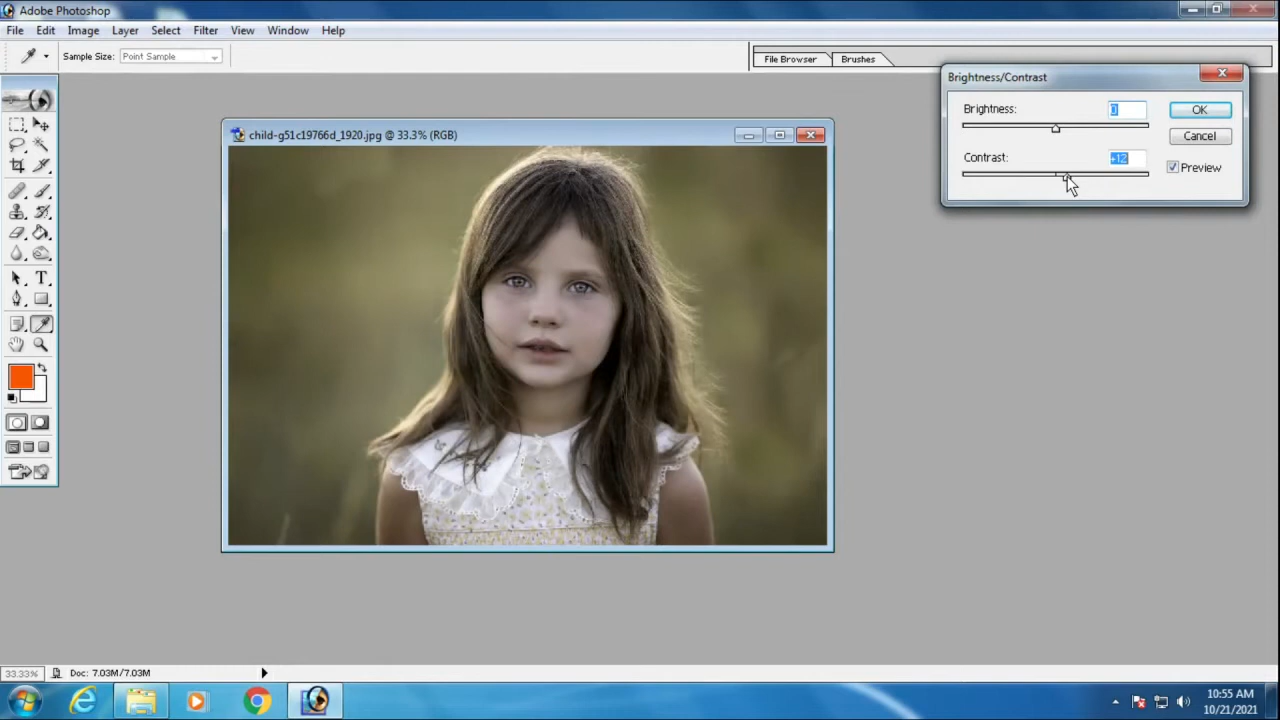 Adobe Photoshop
File Edit Image Layer Select Filter View Window Help
Sample Size: Point Sample
File Browser Brushes
Brightness/Contrast
Brightness: 0 OK
Cancel
Contrast: +12
Preview
child-g51c19766d_1920.jpg @ 33.3% (RGB)
T
33.33% Doc: 7.03M/7.03M
10:55 AM
10/21/2021